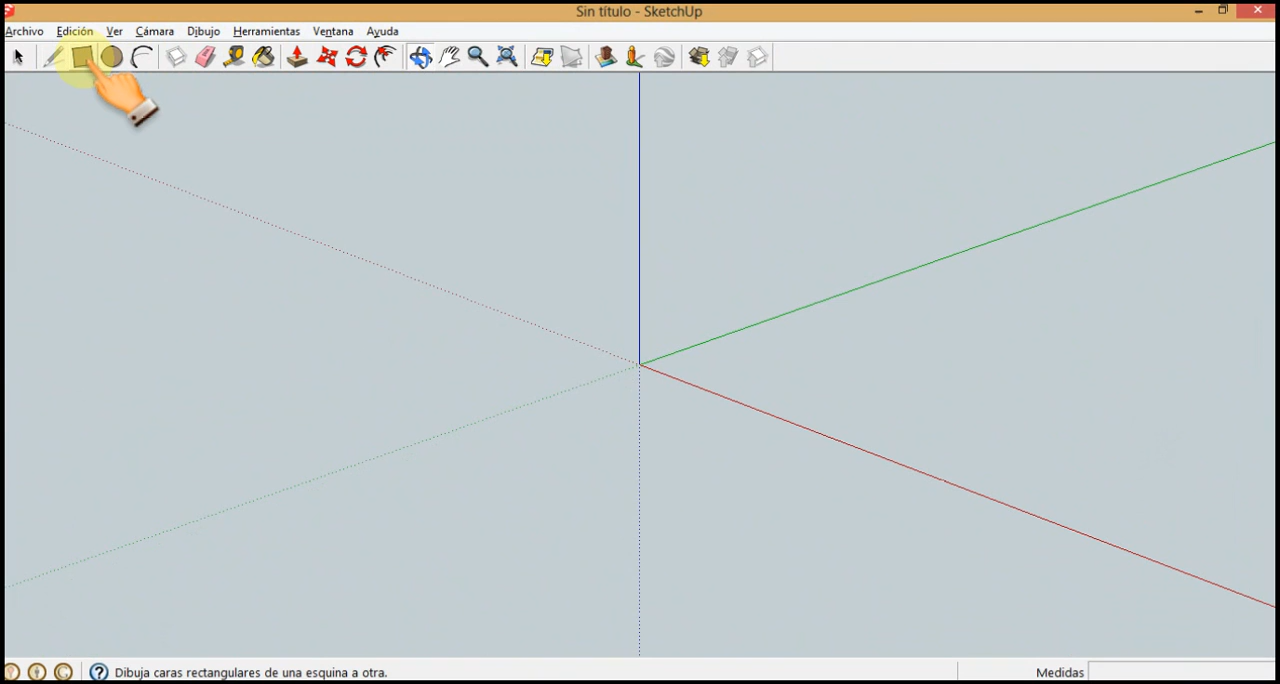 Sin título - SketchUp
Archivo Edición Ver Cámara Dibujo Herramientas Ventana Ayuda
Dibuja caras rectangulares de una esquina a otra. Medidas